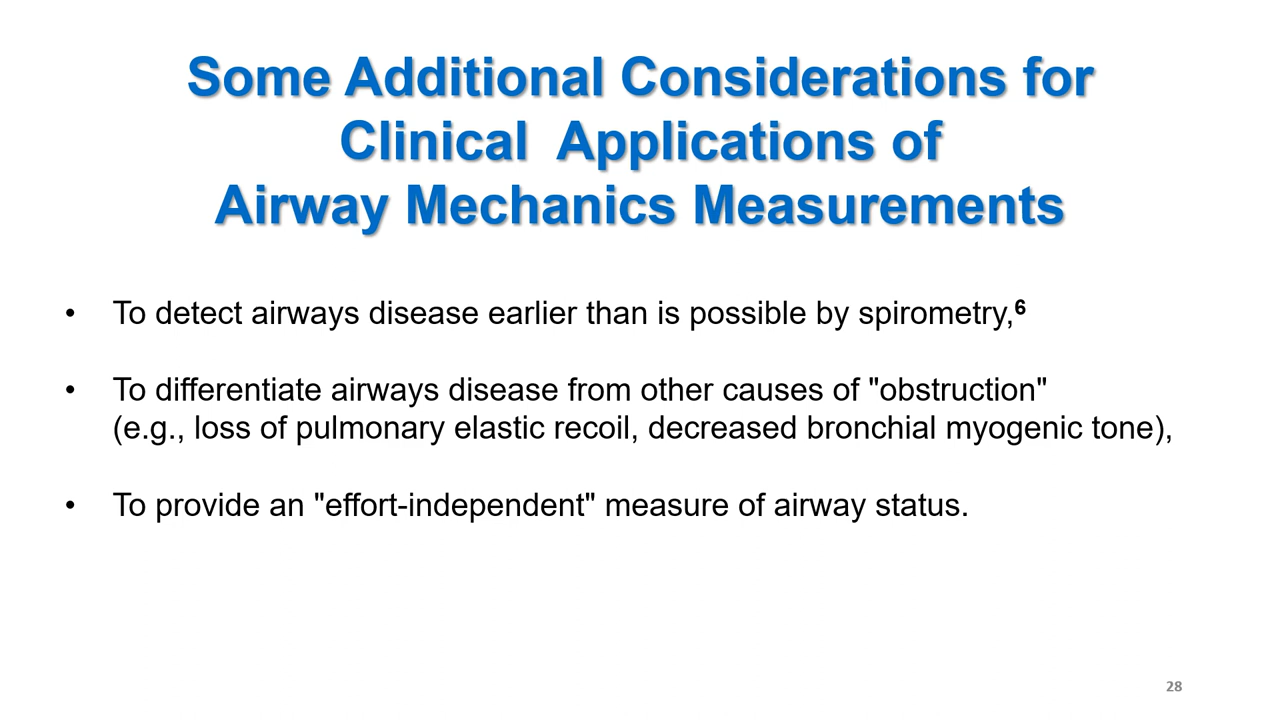 Some Additional Considerations for
Clinical  Applications of
Airway Mechanics Measurements
• To detect airways disease earlier than is possible by spirometry,⁶
• To differentiate airways disease from other causes of "obstruction"
(e.g., loss of pulmonary elastic recoil, decreased bronchial myogenic tone),
• To provide an "effort-independent" measure of airway status.
28